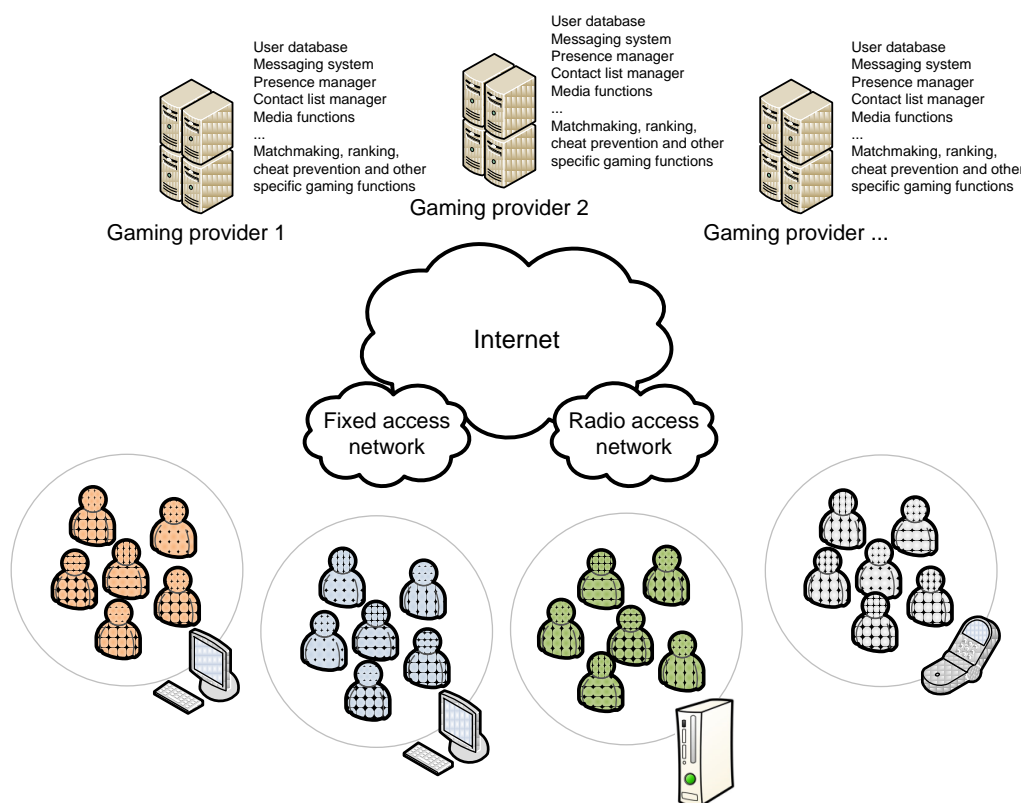 User database
Messaging system
Presence manager
Contact list manager
Media functions
...
Matchmaking, ranking,
cheat prevention and other
specific gaming functions
Gaming provider 1
User database
Messaging system
Presence manager
Contact list manager
Media functions
...
Matchmaking, ranking,
cheat prevention and other
specific gaming functions
Gaming provider 2
User database
Messaging system
Presence manager
Contact list manager
Media functions
...
Matchmaking, ranking,
cheat prevention and other
specific gaming functions
Gaming provider ...
Internet
Fixed access
network
Radio access
network